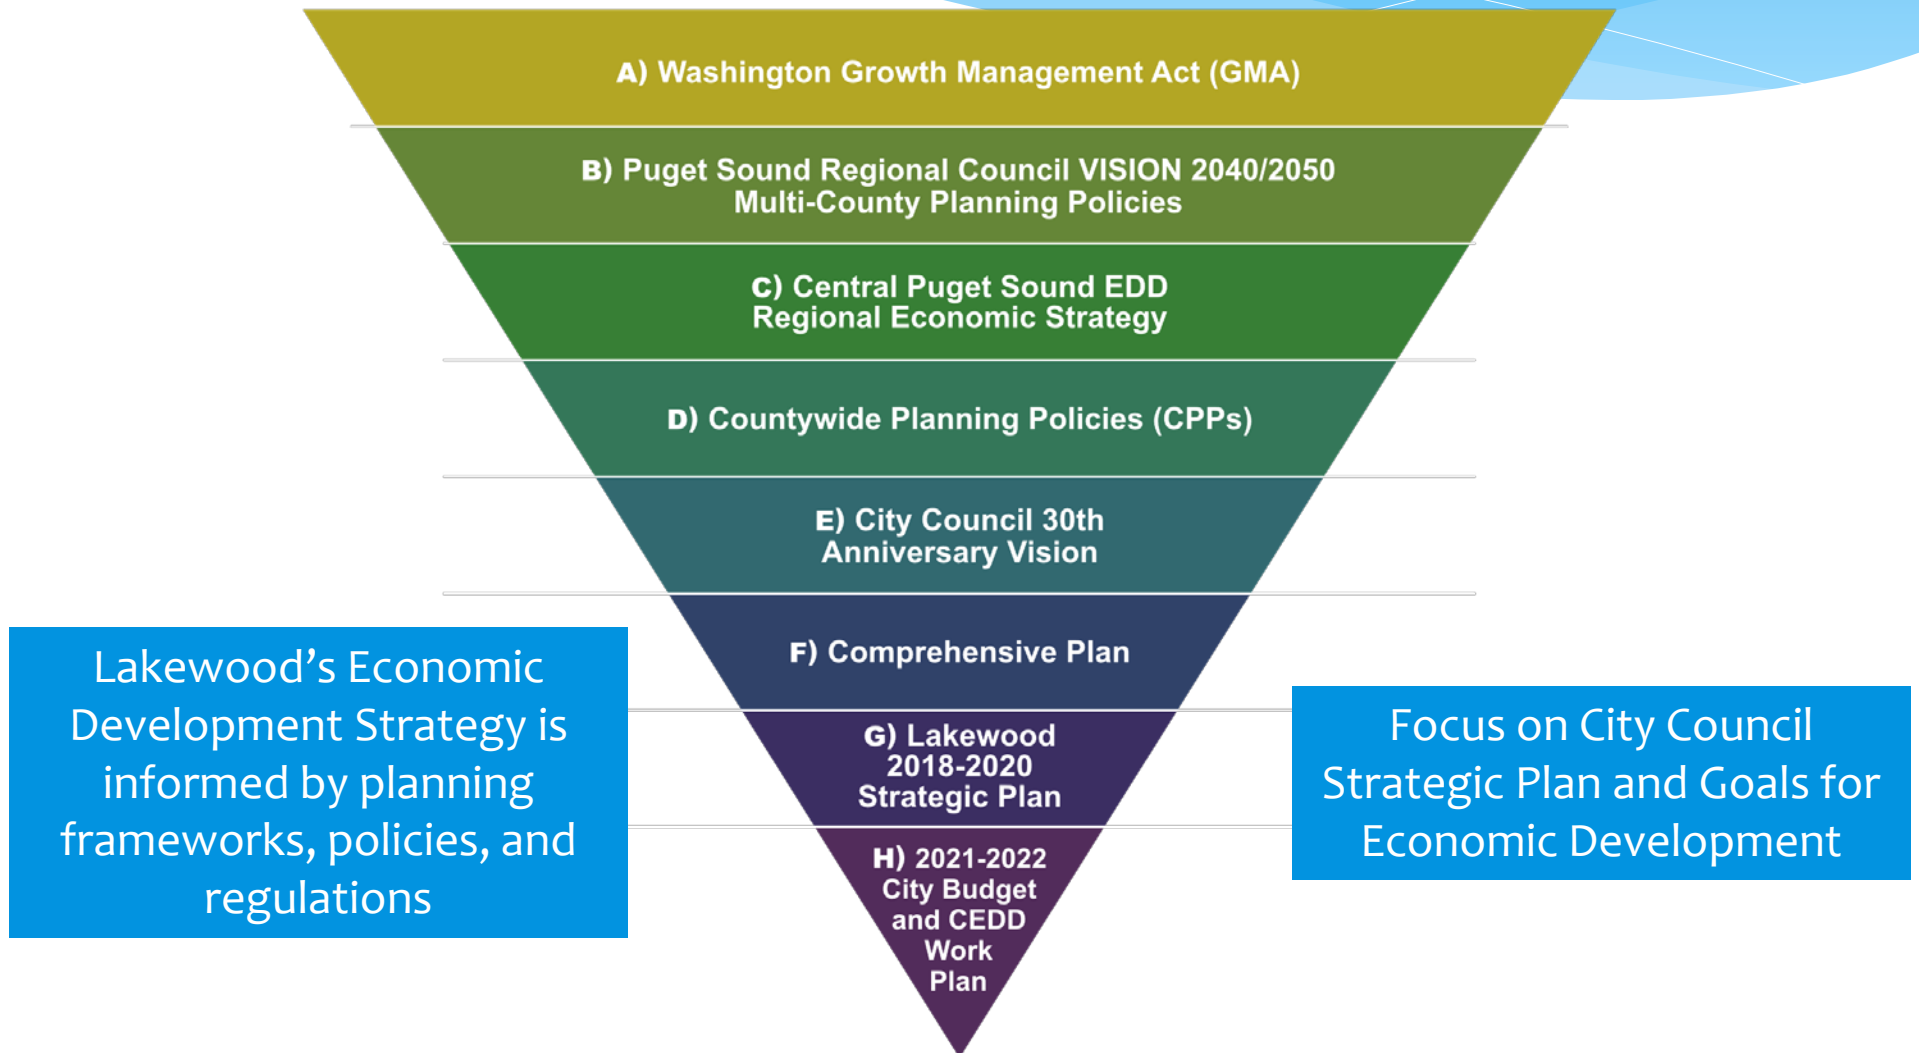 A) Washington Growth Management Act (GMA)
B) Puget Sound Regional Council VISION 2040/2050
Multi-County Planning Policies
C) Central Puget Sound EDD
Regional Economic Strategy
D) Countywide Planning Policies (CPPs)
E) City Council 30th
Anniversary Vision
F) Comprehensive Plan
G) Lakewood
2018-2020
Strategic Plan
H) 2021-2022
City Budget
and CEDD
Work
Plan
Lakewood’s Economic
Development Strategy is
informed by planning
frameworks, policies, and
regulations
Focus on City Council
Strategic Plan and Goals for
Economic Development